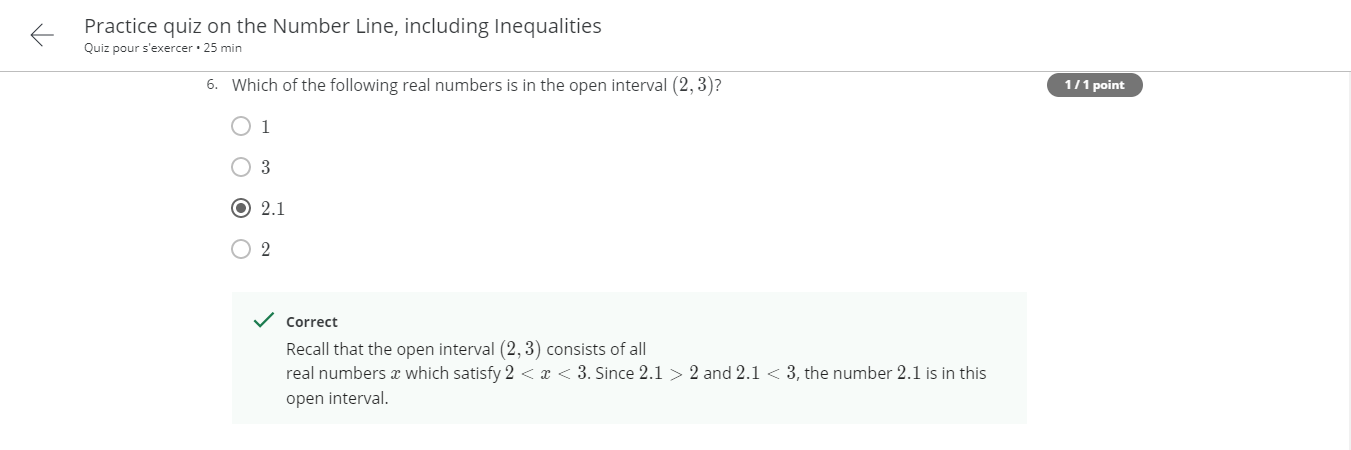 Practice quiz on the Number Line, including Inequalities
Quiz pour s'exercer • 25 min
6. Which of the following real numbers is in the open interval (2, 3)?
1 / 1 point
1
3
2.1
2
Correct
Recall that the open interval (2, 3) consists of all
real numbers x which satisfy 2 < x < 3. Since 2.1 > 2 and 2.1 < 3, the number 2.1 is in this
open interval.